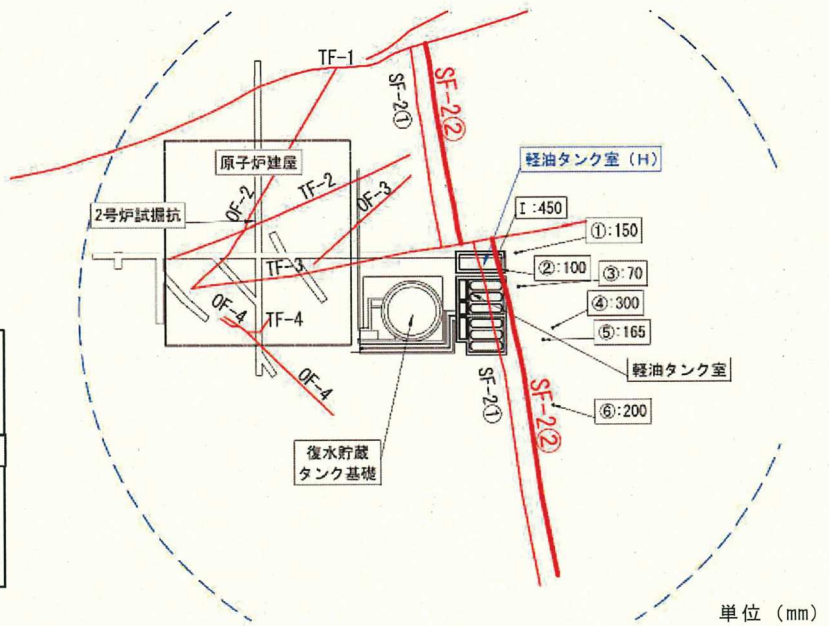 TF-1
SF-2①
SF-2②
原子炉建屋
軽油タンク室（H）
OF-2
TF-2
OF-3
2号炉試掘抗
I:450
①:150
②:100
③:70
TF-3
④:300
OF-4
TF-4
⑤:165
軽油タンク室
OF-4
SF-2①
SF-2②
⑥:200
復水貯蔵
タンク基礎
単位（mm）